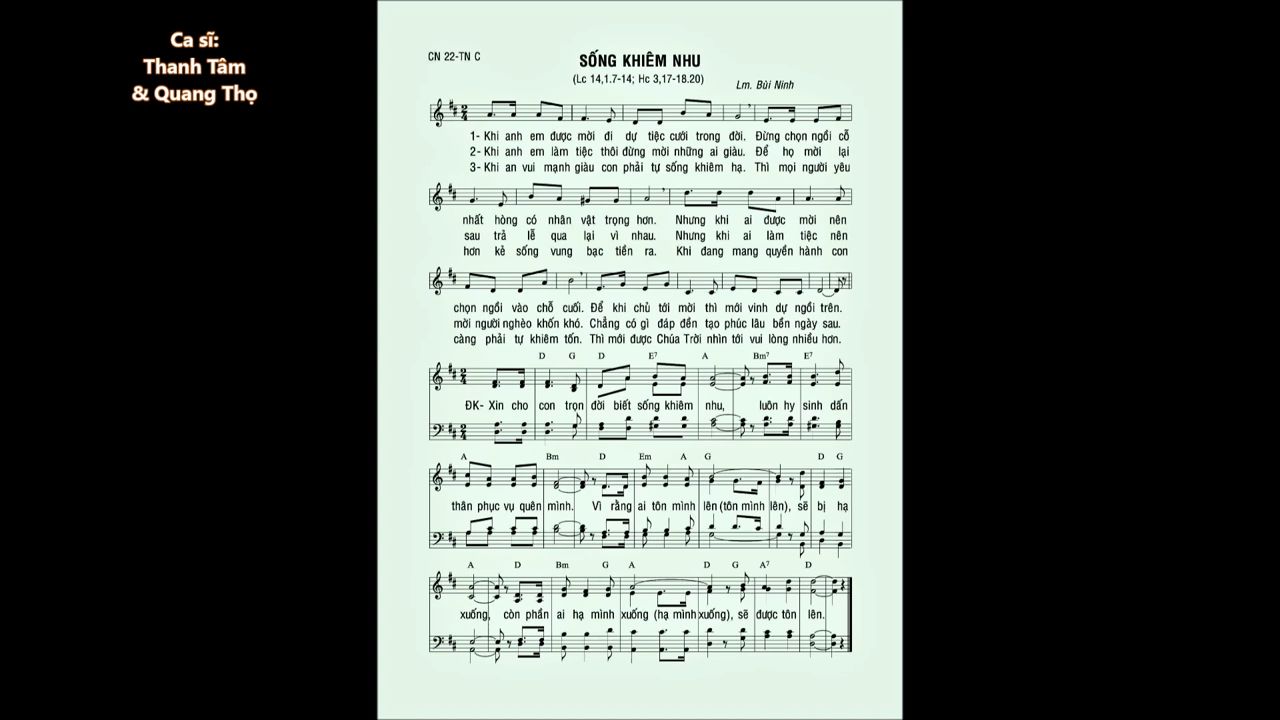 Ca sĩ:
Thanh Tâm
& Quang Thọ
CN 22-TN C
SỐNG KHIÊM NHU
(Lc 14,1.7-14; Hc 3,17-18.20)
Lm. Bùi Ninh
1- Khi anh em được mời đi dự tiệc cưới trong đời. Đừng chọn ngồi cỗ
2- Khi anh em làm tiệc thôi đừng mời những ai giàu. Để họ mời lại
3- Khi an vui mạnh giàu con phải tự sống khiêm hạ. Thì mọi người yêu
nhất hòng có nhân vật trọng hơn. Nhưng khi ai được mời nên
sau trả lễ qua lại vì nhau. Nhưng khi ai làm tiệc nên
hơn kẻ sống vung bạc tiền ra. Khi đang mang quyền hành con
chọn ngồi vào chỗ cuối. Để khi chủ tới mời thì mới vinh dự ngồi trên.
mời người nghèo khốn khó. Chẳng có gì đáp đền tạo phúc lâu bền ngày sau.
càng phải tự khiêm tốn. Thì mới được Chúa Trời nhìn tới vui lòng nhiều hơn.
D G D E7 A Bm7 E7
ĐK- Xin cho con trọn đời biết sống khiêm nhu, luôn hy sinh dấn
A Bm D Em A G D G
thân phục vụ quên mình. Vì rằng ai tôn mình lên (tôn mình lên), sẽ bị hạ
A D Bm G A D G A7 D
xuống, còn phần ai hạ mình xuống (hạ mình xuống), sẽ được tôn lên.